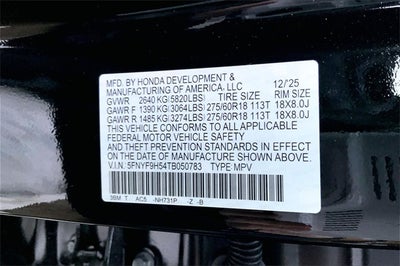 MFD. BY HONDA DEVELOPMENT &
MANUFACTURING OF AMERICA, LLC 12/'25
GVWR 2640 KG(5820LBS) TIRE SIZE RIM SIZE
GAWR F 1390 KG(3064LBS) 275/60R18 113T 18X8.0J
GAWR R 1485 KG(3274LBS) 275/60R18 113T 18X8.0J
THIS VEHICLE CONFORMS TO ALL APPLICABLE
FEDERAL MOTOR VEHICLE SAFETY
AND THEFT PREVENTION STANDARDS IN EFFECT
ON THE DATE OF MANUFACTURE SHOWN ABOVE.
V.I.N. 5FNYF9H54TB050783 TYPE MPV
3BM T AC5 -NH731P -Z -B